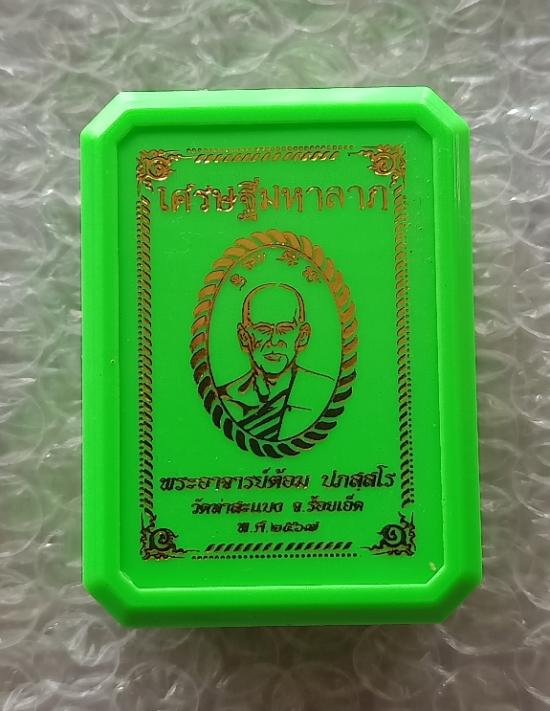 เศรษฐีมหาลาภ
พระอาจารย์ต้อม ปภสฺสโร
วัดท่าสะแบง จ.ร้อยเอ็ด
พ.ศ.๒๕๖๗